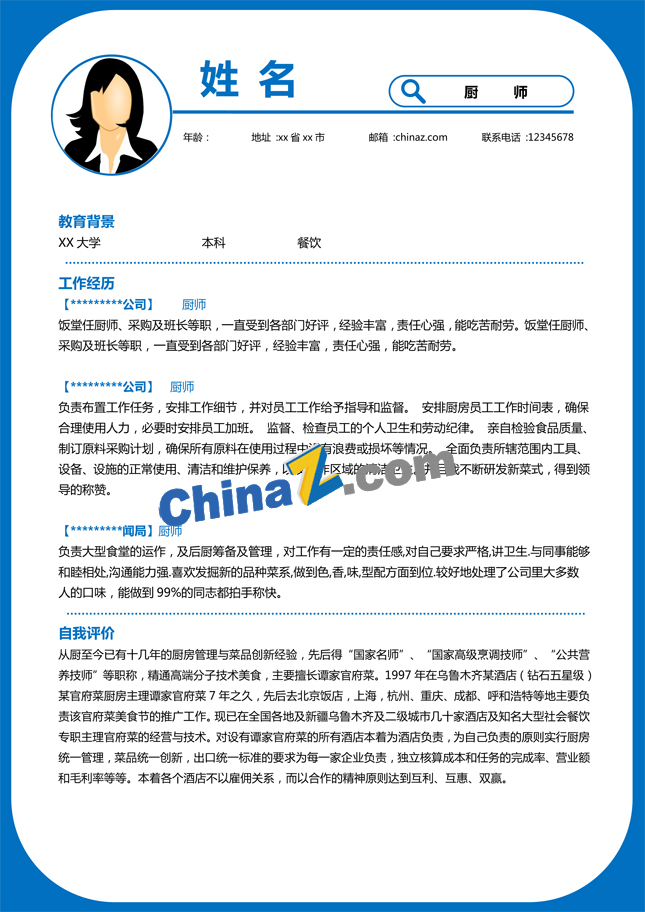 姓 名
厨 师
年龄：
地址 :xx 省 xx 市
邮箱 :chinaz.com
联系电话 :12345678
教育背景
XX 大学 本科 餐饮
工作经历
【*********公司】 厨师
饭堂任厨师、采购及班长等职，一直受到各部门好评，经验丰富，责任心强，能吃苦耐劳。饭堂任厨师、
采购及班长等职，一直受到各部门好评，经验丰富，责任心强，能吃苦耐劳。
【*********公司】 厨师
负责布置工作任务，安排工作细节，并对员工工作给予指导和监督。 安排厨房员工工作时间表，确保
合理使用人力，必要时安排员工加班。 监督、检查员工的个人卫生和劳动纪律。 亲自检验食品质量、
制订原料采购计划，确保所有原料在使用过程中没有浪费或损坏等情况。 全面负责所辖范围内工具、
设备、设施的正常使用、清洁和维护保养，以 作区域的清洁卫生 我不断研发新菜式，得到领
导的称赞。
ChinaZ.com
【*********闻局】厨师
负责大型食堂的运作，及后厨筹备及管理，对工作有一定的责任感,对自己要求严格,讲卫生.与同事能够
和睦相处,沟通能力强.喜欢发掘新的品种菜系,做到色,香,味,型配方面到位.较好地处理了公司里大多数
人的口味，能做到 99%的同志都拍手称快。
自我评价
从厨至今已有十几年的厨房管理与菜品创新经验，先后得“国家名师”、“国家高级烹调技师”、“公共营
养技师”等职称，精通高端分子技术美食，主要擅长谭家官府菜。1997 年在乌鲁木齐某酒店（钻石五星级）
某官府菜厨房主理谭家官府菜 7 年之久，先后去北京饭店，上海，杭州、重庆、成都、呼和浩特等地主要负
责该官府菜美食节的推广工作。现已在全国各地及新疆乌鲁木齐及二级城市几十家酒店及知名大型社会餐饮
专职主理官府菜的经营与技术。对设有谭家官府菜的所有酒店本着为酒店负责，为自己负责的原则实行厨房
统一管理，菜品统一创新，出口统一标准的要求为每一家企业负责，独立核算成本和任务的完成率、营业额
和毛利率等等。本着各个酒店不以雇佣关系，而以合作的精神原则达到互利、互惠、双赢。